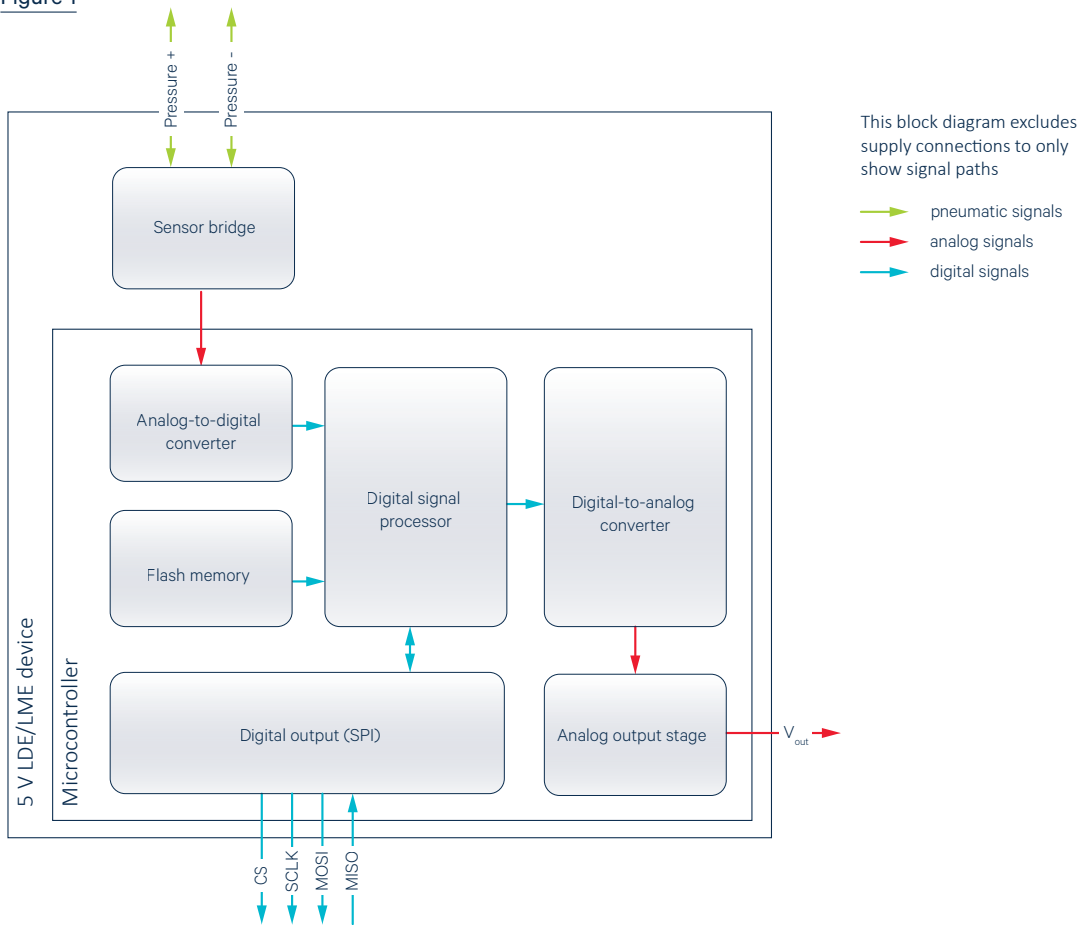 Figure 1
Pressure +
Pressure -
This block diagram excludes
supply connections to only
show signal paths
pneumatic signals
analog signals
digital signals
Sensor bridge
Analog-to-digital
converter
Digital signal
processor
Digital-to-analog
converter
Flash memory
5 V LDE/LME device
Microcontroller
Digital output (SPI)
Analog output stage
Vout
CS
SCLK
MOSI
MISO